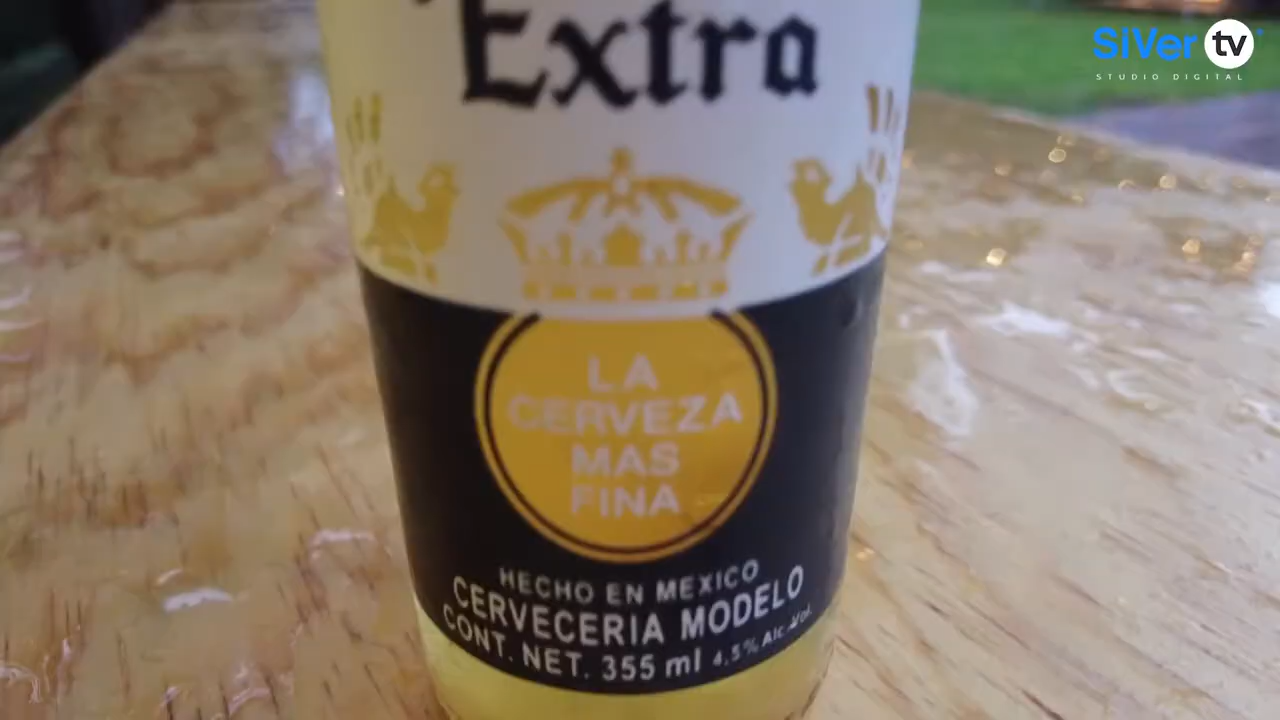 SIVer tv
STUDIO DIGITAL
Extra
LA
CERVEZA
MAS
FINA
HECHO EN MEXICO
CERVECERIA MODELO
CONT. NET. 355 ml 4.5% Alc. Vol.